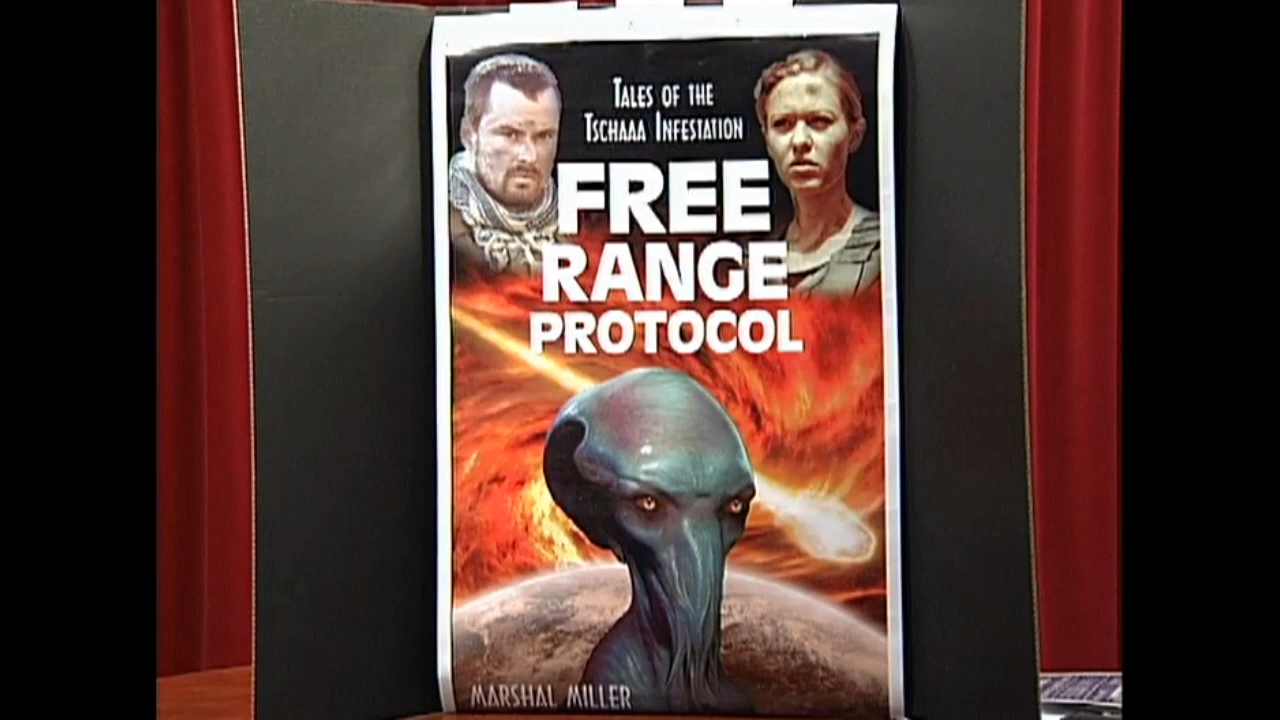 TALES OF THE
TSCHAAA INFESTATION
FREE
RANGE
PROTOCOL
MARSHAL MILLER